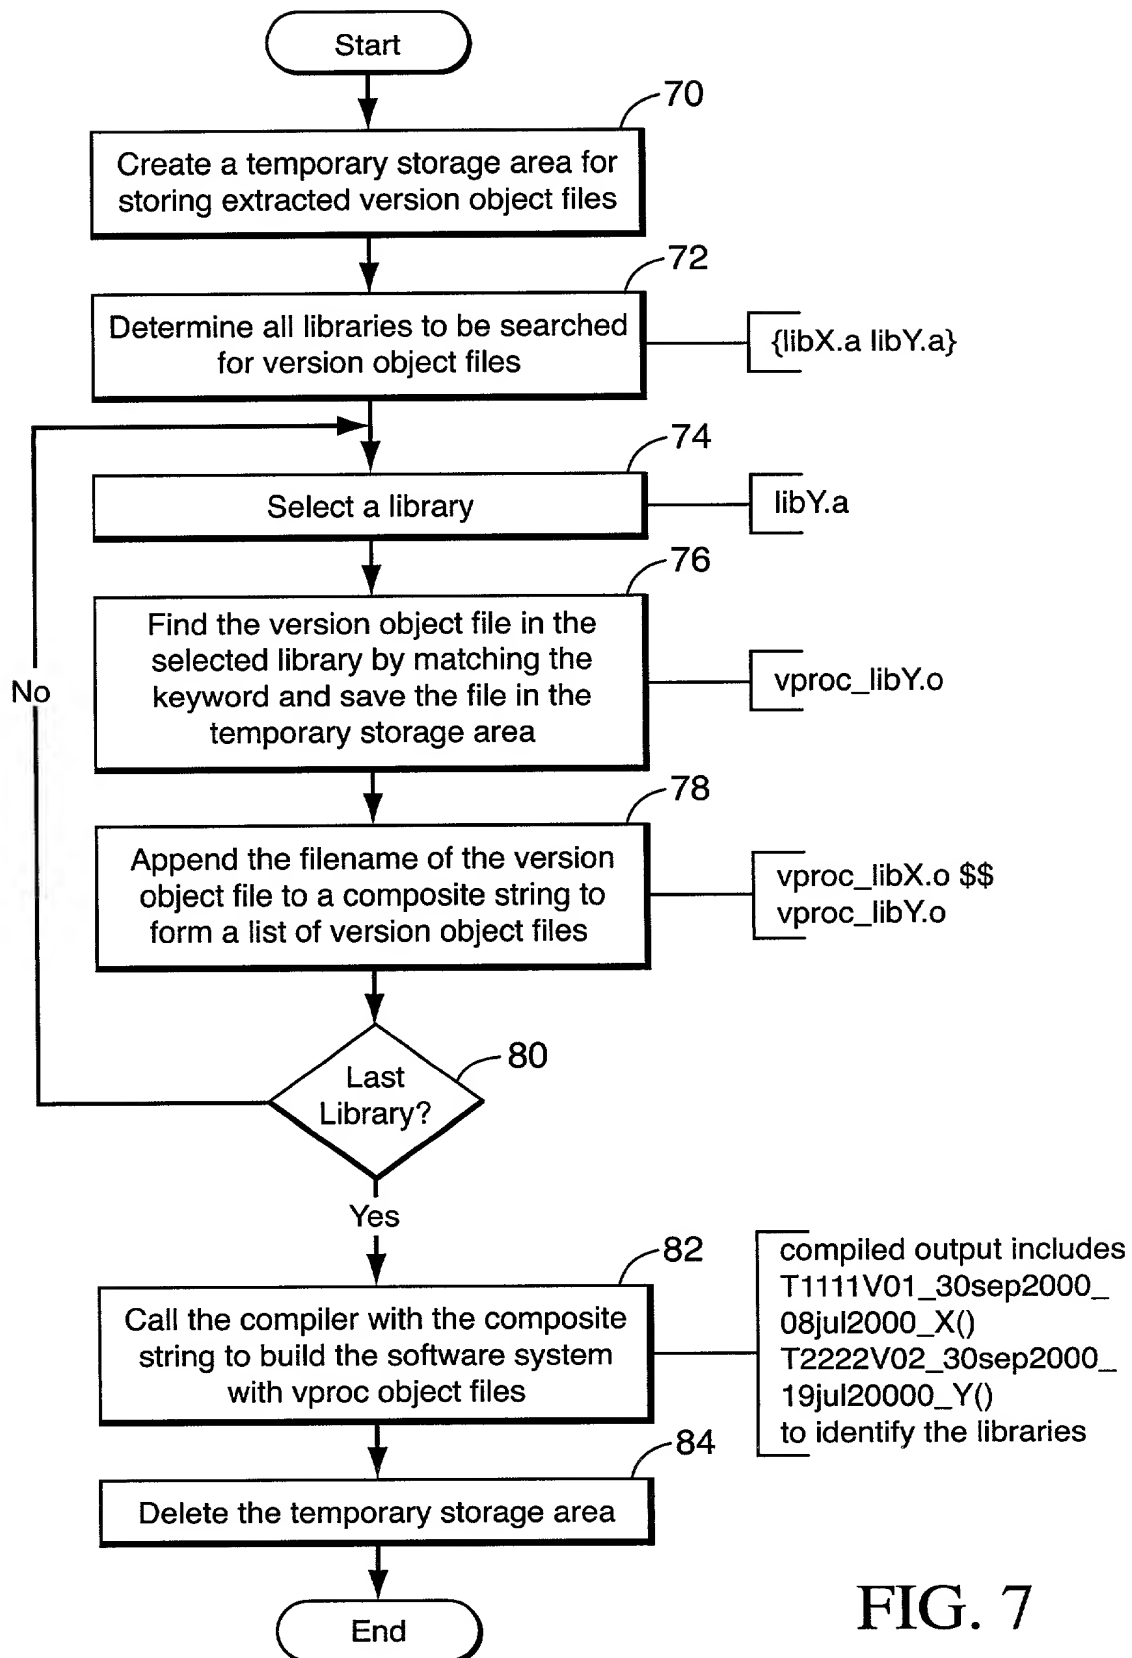 Start
70
Create a temporary storage area for
storing extracted version object files
72
Determine all libraries to be searched
for version object files
{libX.a libY.a}
74
Select a library
libY.a
76
Find the version object file in the
selected library by matching the
keyword and save the file in the
temporary storage area
vproc_libY.o
No
78
Append the filename of the version
object file to a composite string to
form a list of version object files
vproc_libX.o $$
vproc_libY.o
80
Last
Library?
Yes
82
Call the compiler with the composite
string to build the software system
with vproc object files
compiled output includes
T1111V01_30sep2000_
08jul2000_X()
T2222V02_30sep2000_
19jul20000_Y()
to identify the libraries
84
Delete the temporary storage area
End
FIG. 7